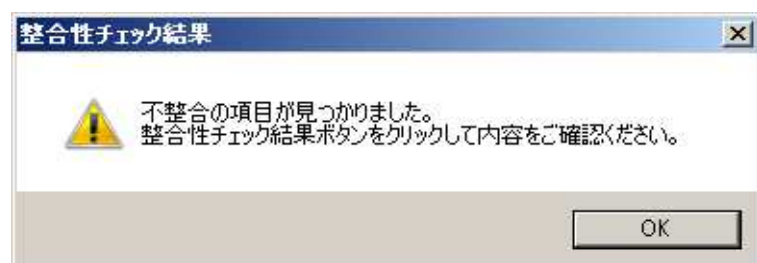 整合性チェック結果
不整合の項目が見つかりました。
整合性チェック結果ボタンをクリックして内容をご確認ください。
OK